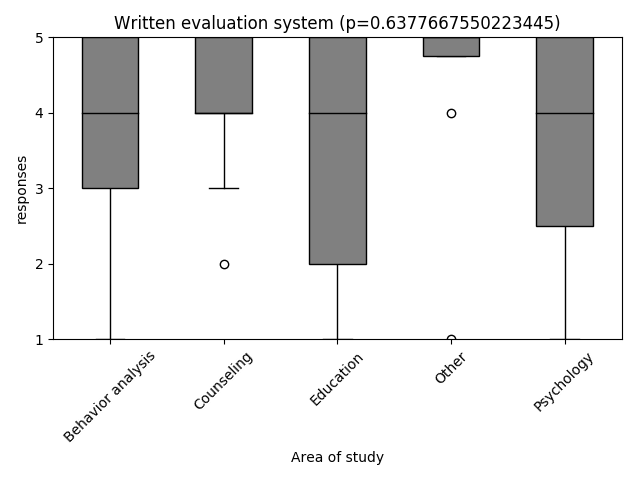 Written evaluation system (p=0.6377667550223445)
5
4
3
2
1
responses
Behavior analysis
Counseling
Education
Other
Psychology
Area of study